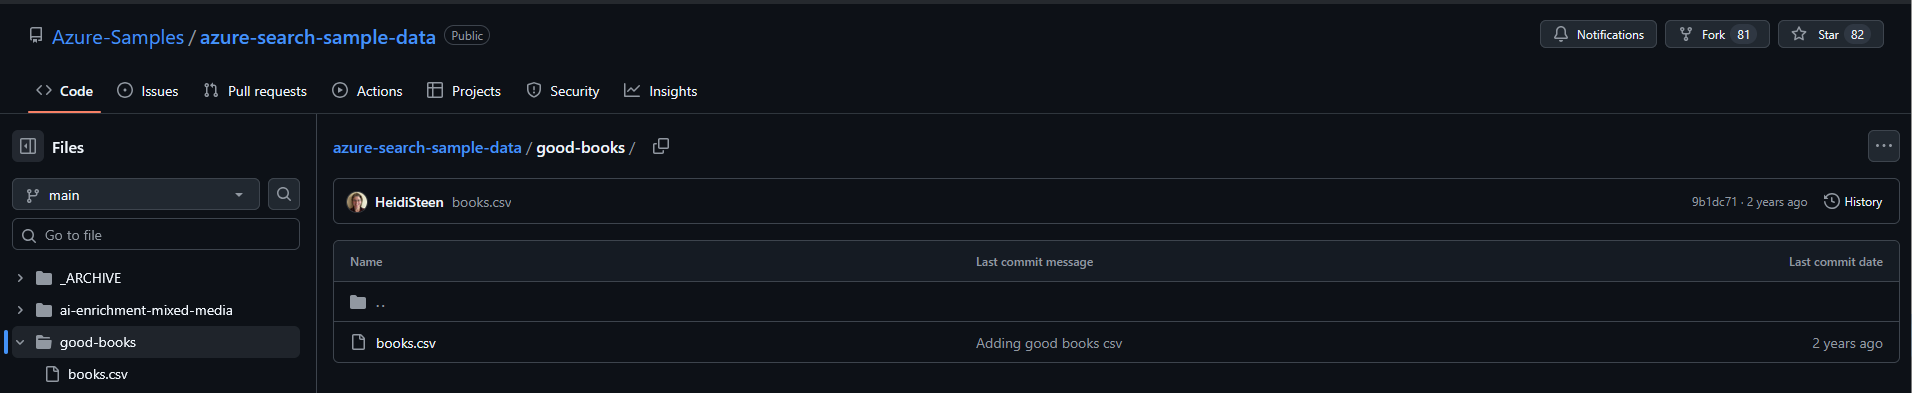 Azure-Samples / azure-search-sample-data Public
Notifications Fork 81 Star 82
Code Issues Pull requests Actions Projects Security Insights
Files
main
Go to file
_ARCHIVE
ai-enrichment-mixed-media
good-books
books.csv
azure-search-sample-data / good-books /
HeidiSteen books.csv 9b1dc71 · 2 years ago History
Name Last commit message Last commit date
..
books.csv Adding good books csv 2 years ago